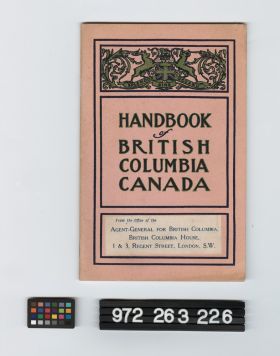 HANDBOOK
of
BRITISH
COLUMBIA
CANADA
From the Office of the
AGENT-GENERAL FOR BRITISH COLUMBIA,
BRITISH COLUMBIA HOUSE,
1 & 3, REGENT STREET, LONDON, S.W.
972 263 226